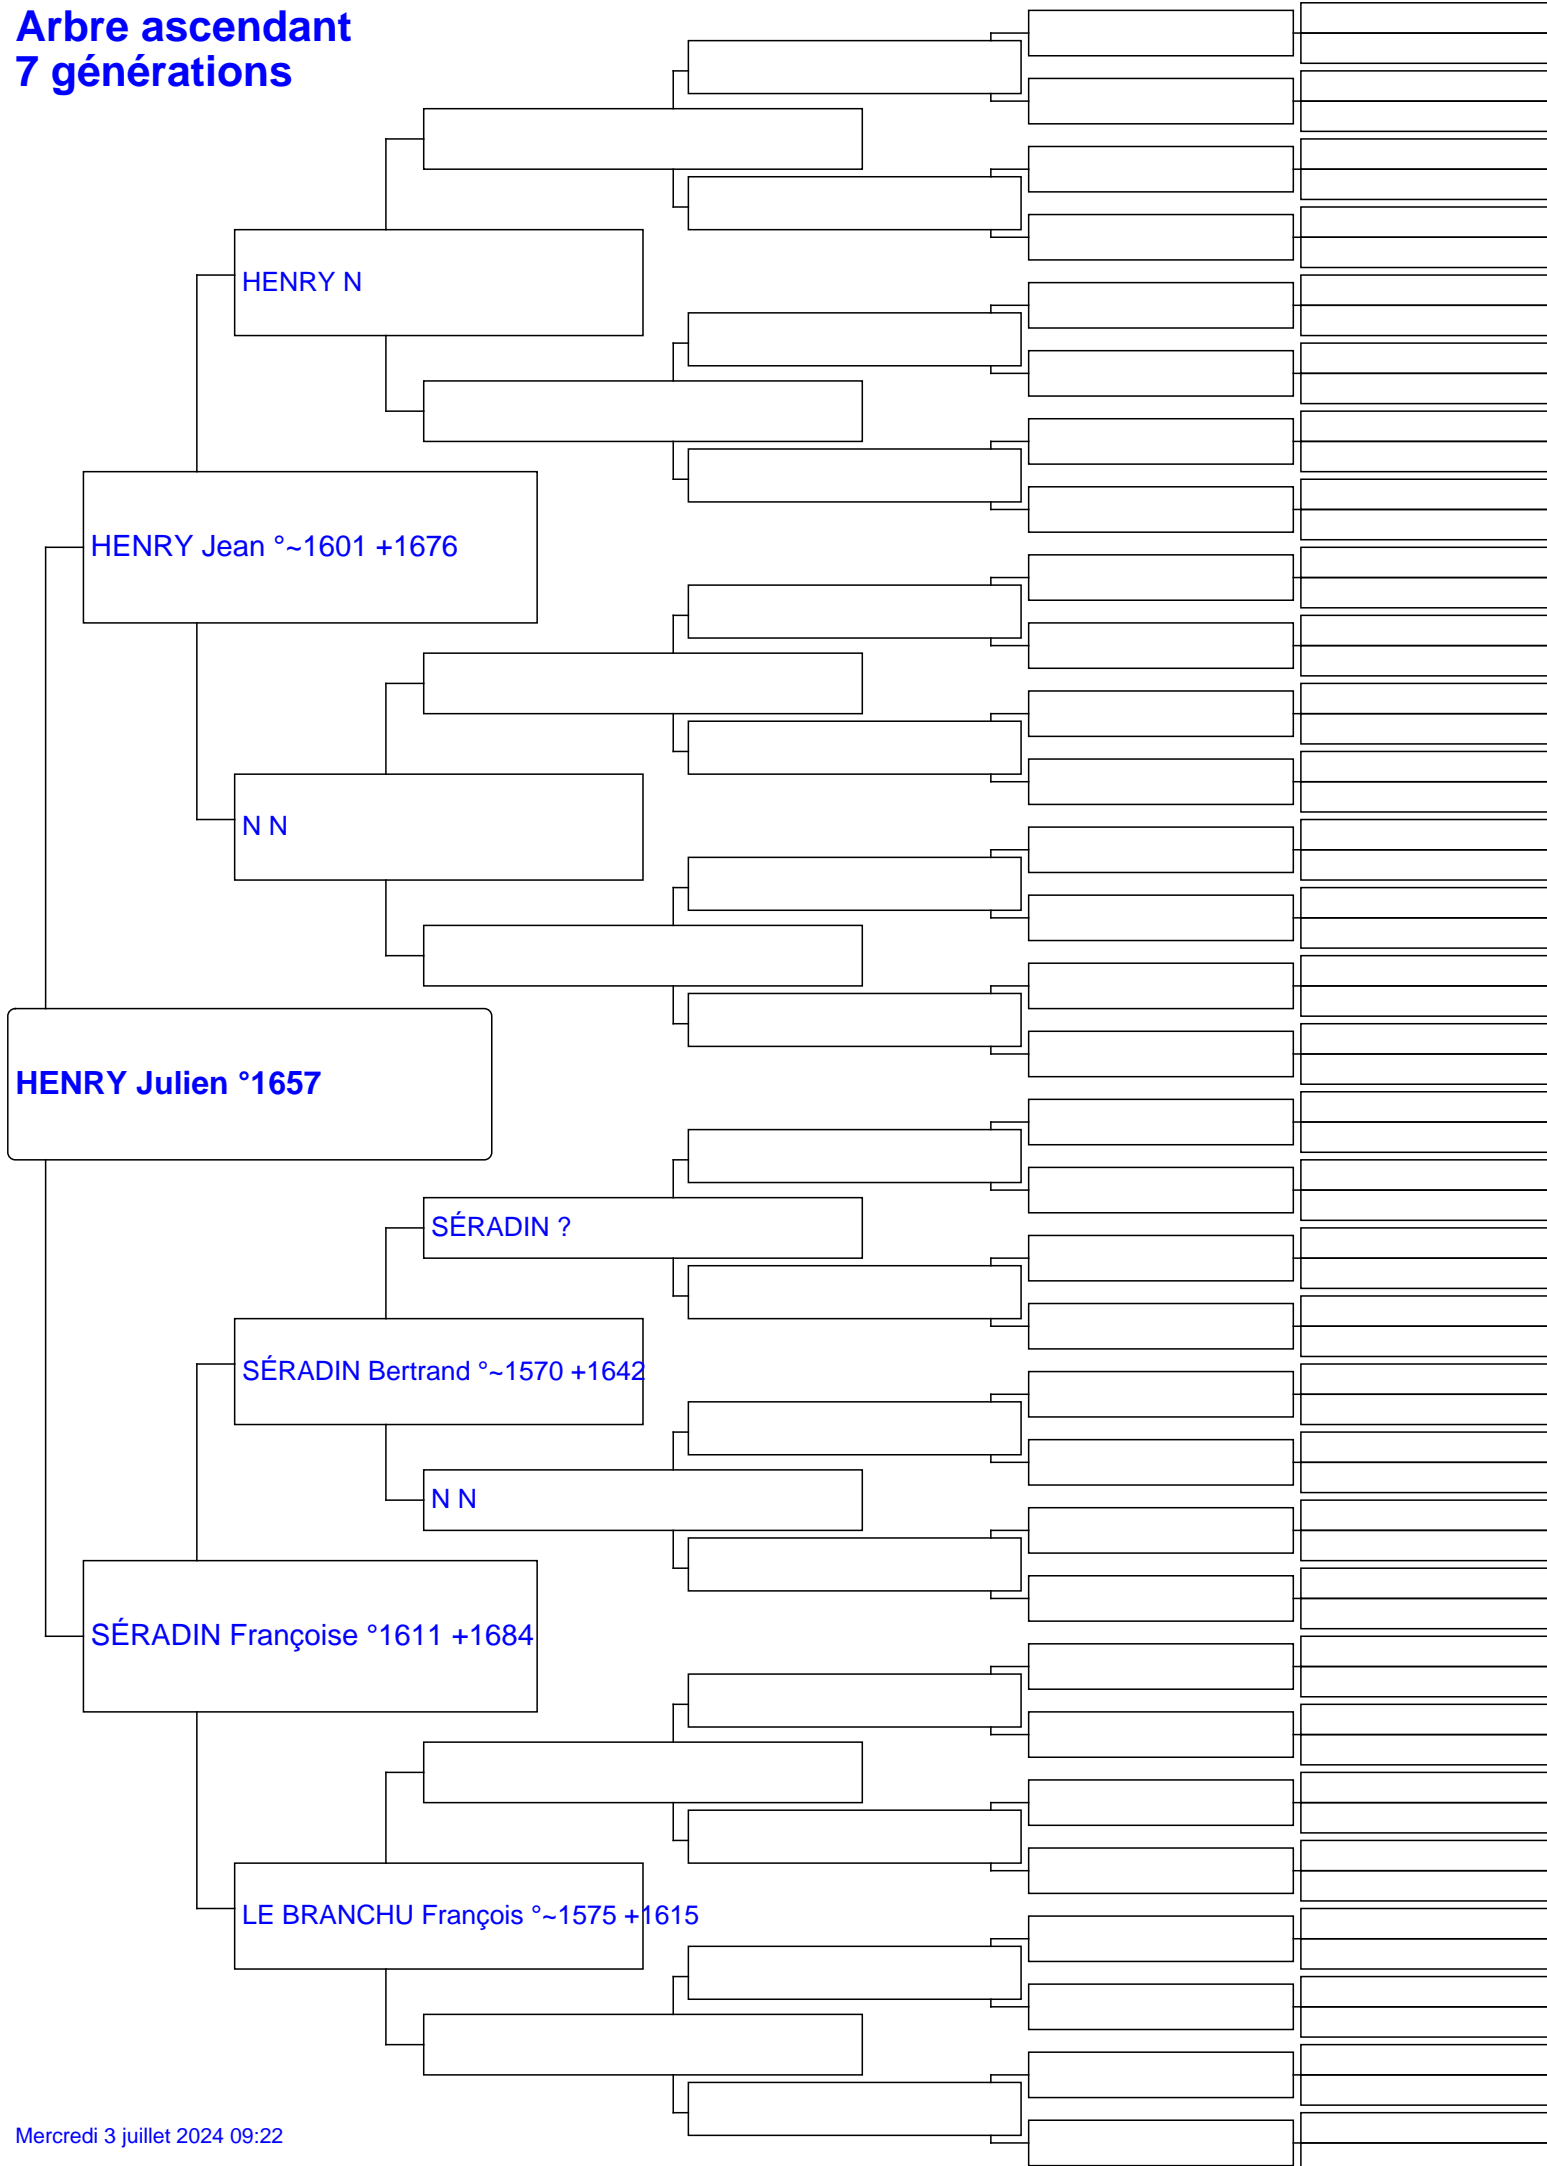 Arbre ascendant
7 générations
HENRY N
HENRY Jean °~1601 +1676
N N
HENRY Julien °1657
SÉRADIN ?
SÉRADIN Bertrand °~1570 +1642
N N
SÉRADIN Françoise °1611 +1684
LE BRANCHU François °~1575 +1615
Mercredi 3 juillet 2024 09:22